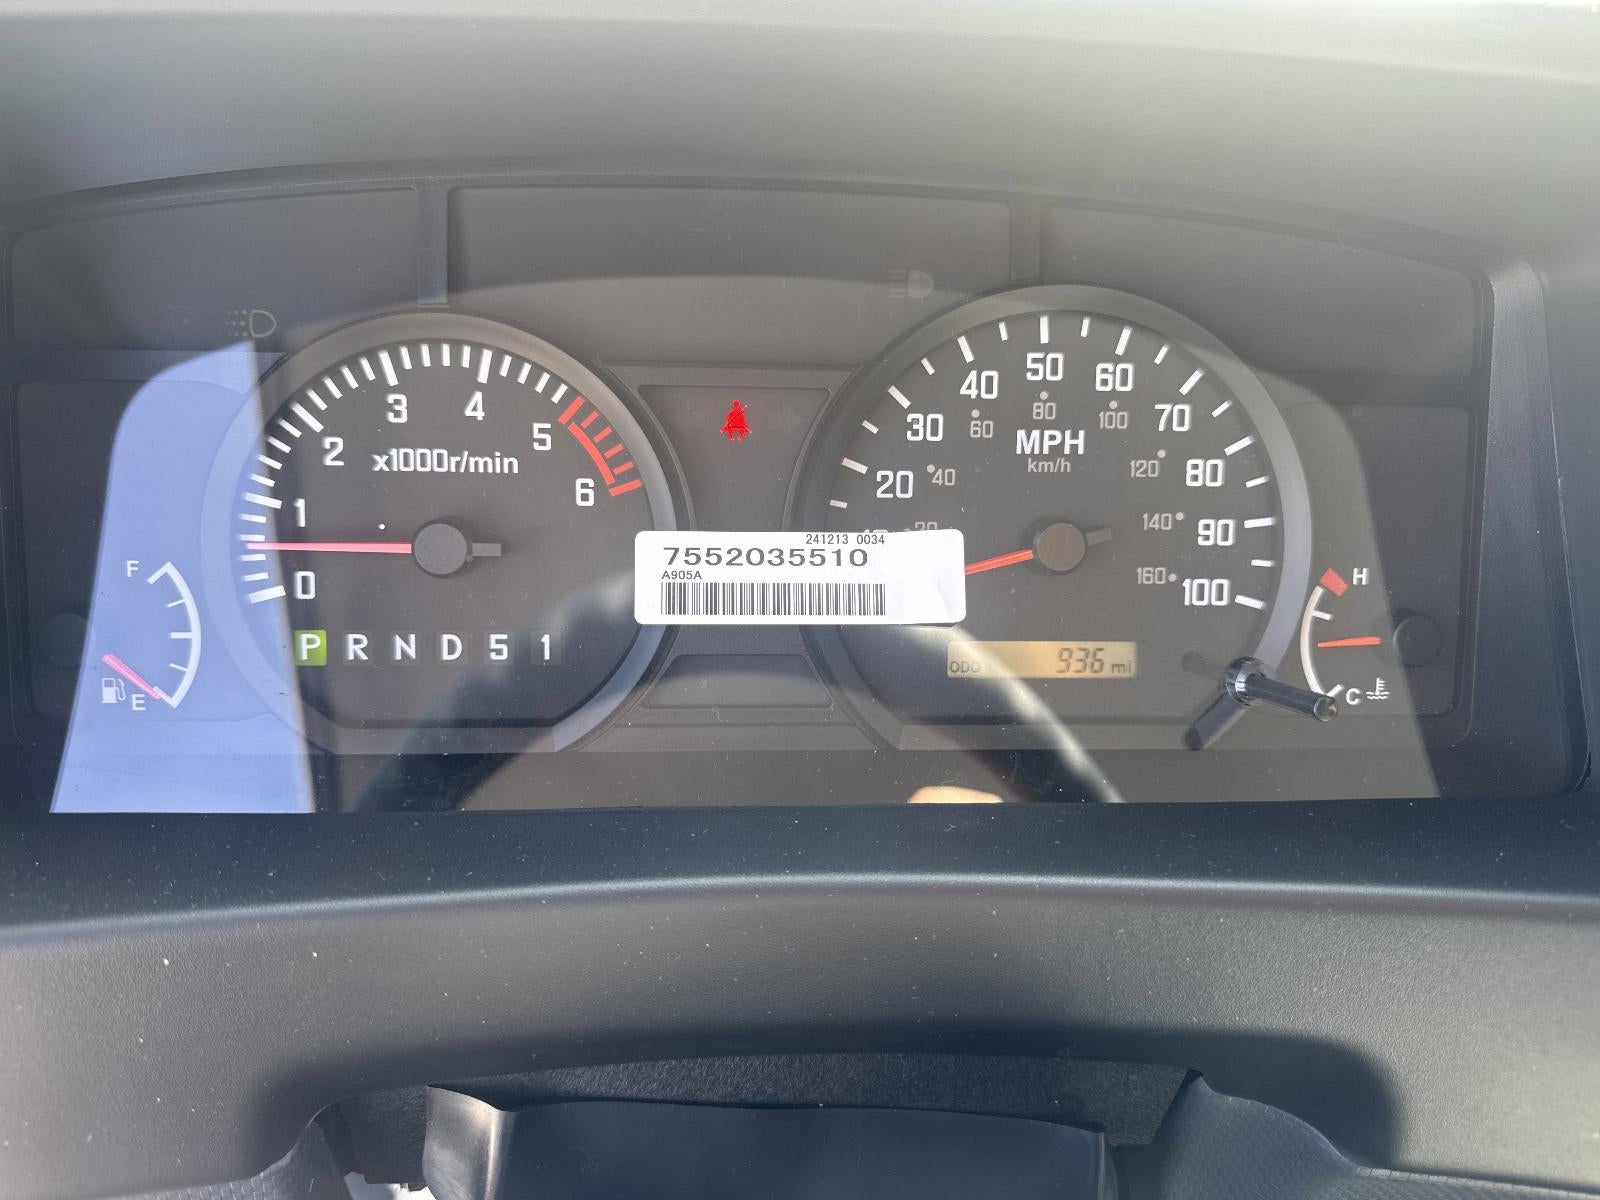 0 1 2 3 4 5 6
x1000r/min
P R N D 5 1
F
E
241213 0034
7552035510
A905A
20 30 40 50 60 70 80 90 100
40 60 80 100 120 140 160
MPH
km/h
ODO 936 mi
H
C